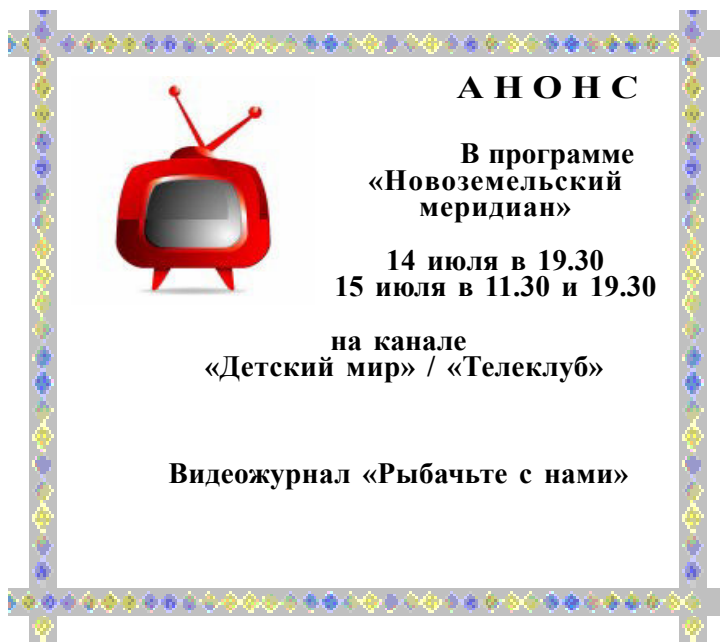 АНОНС
В программе
«Новоземельский
меридиан»
14 июля в 19.30
15 июля в 11.30 и 19.30
на канале
«Детский мир» / «Телеклуб»
Видеожурнал «Рыбачьте с нами»